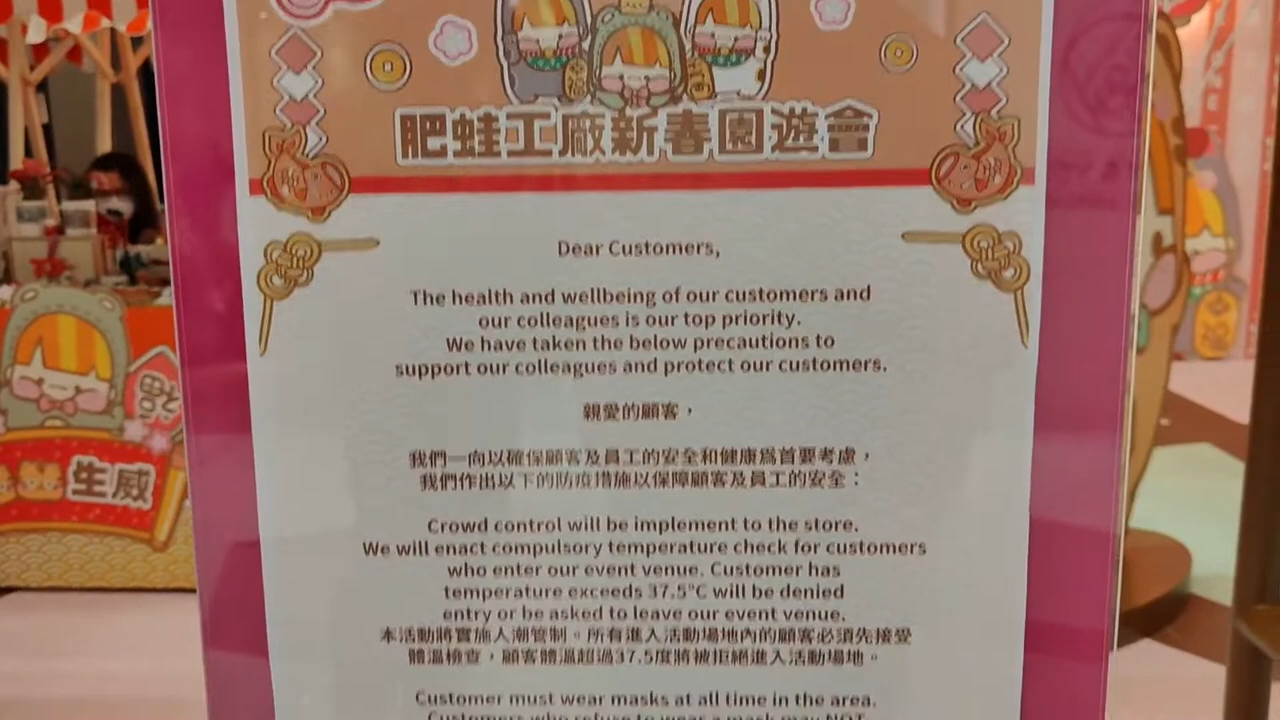 肥蛙工廠新春園遊會
Dear Customers,
The health and wellbeing of our customers and
our colleagues is our top priority.
We have taken the below precautions to
support our colleagues and protect our customers.
親愛的顧客，
我們一向以確保顧客及員工的安全和健康為首要考慮，
我們作出以下的防疫措施以保障顧客及員工的安全：
Crowd control will be implement to the store.
We will enact compulsory temperature check for customers
who enter our event venue. Customer has
temperature exceeds 37.5°C will be denied
entry or be asked to leave our event venue.
本活動將實施人潮管制。所有進入活動場地內的顧客必須先接受
體溫檢查，顧客體溫超過37.5度將被拒絕進入活動場地。
Customer must wear masks at all time in the area.
Customers who refuse to wear a mask may NOT
福
生威